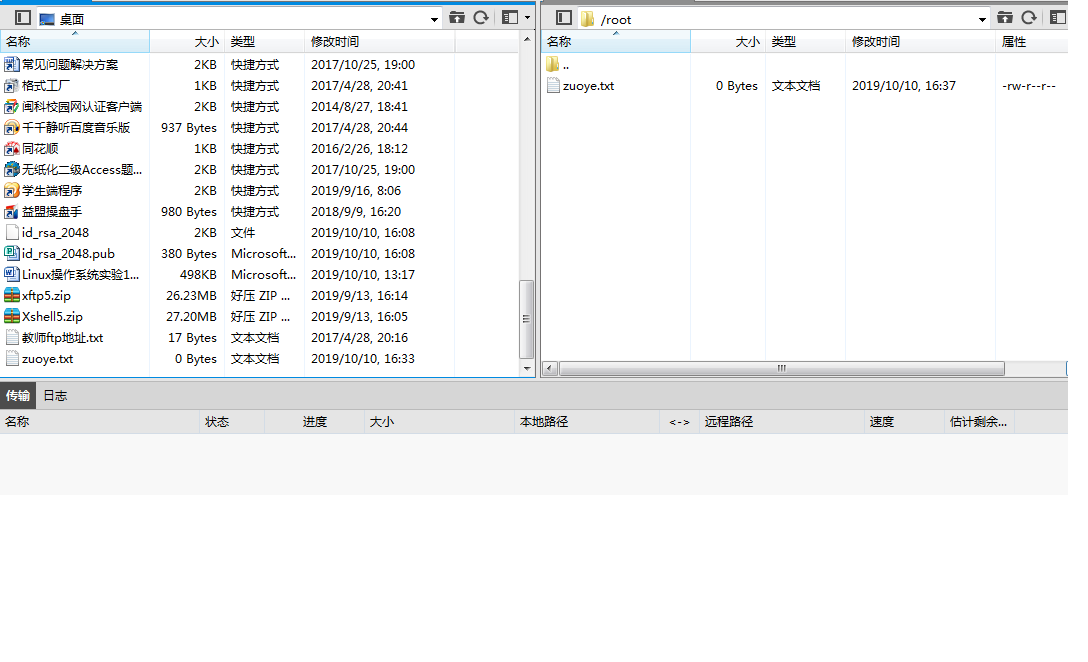 桌面
名称 大小 类型 修改时间
常见问题解决方案 2KB 快捷方式 2017/10/25, 19:00
格式工厂 1KB 快捷方式 2017/4/28, 20:41
闽科校园网认证客户端 2KB 快捷方式 2014/8/27, 18:41
千千静听百度音乐版 937 Bytes 快捷方式 2017/4/28, 20:44
同花顺 1KB 快捷方式 2016/2/26, 18:12
无纸化二级Access题... 2KB 快捷方式 2017/10/25, 19:00
学生端程序 2KB 快捷方式 2019/9/16, 8:06
益盟操盘手 980 Bytes 快捷方式 2018/9/9, 16:20
id_rsa_2048 2KB 文件 2019/10/10, 16:08
id_rsa_2048.pub 380 Bytes Microsoft... 2019/10/10, 16:08
Linux操作系统实验1... 498KB Microsoft... 2019/10/10, 13:17
xftp5.zip 26.23MB 好压 ZIP ... 2019/9/13, 16:14
Xshell5.zip 27.20MB 好压 ZIP ... 2019/9/13, 16:05
教师ftp地址.txt 17 Bytes 文本文档 2017/4/28, 20:16
zuoye.txt 0 Bytes 文本文档 2019/10/10, 16:33
/root
名称 大小 类型 修改时间 属性
..
zuoye.txt 0 Bytes 文本文档 2019/10/10, 16:37 -rw-r--r--
传输 日志
名称 状态 进度 大小 本地路径 <-> 远程路径 速度 估计剩余...